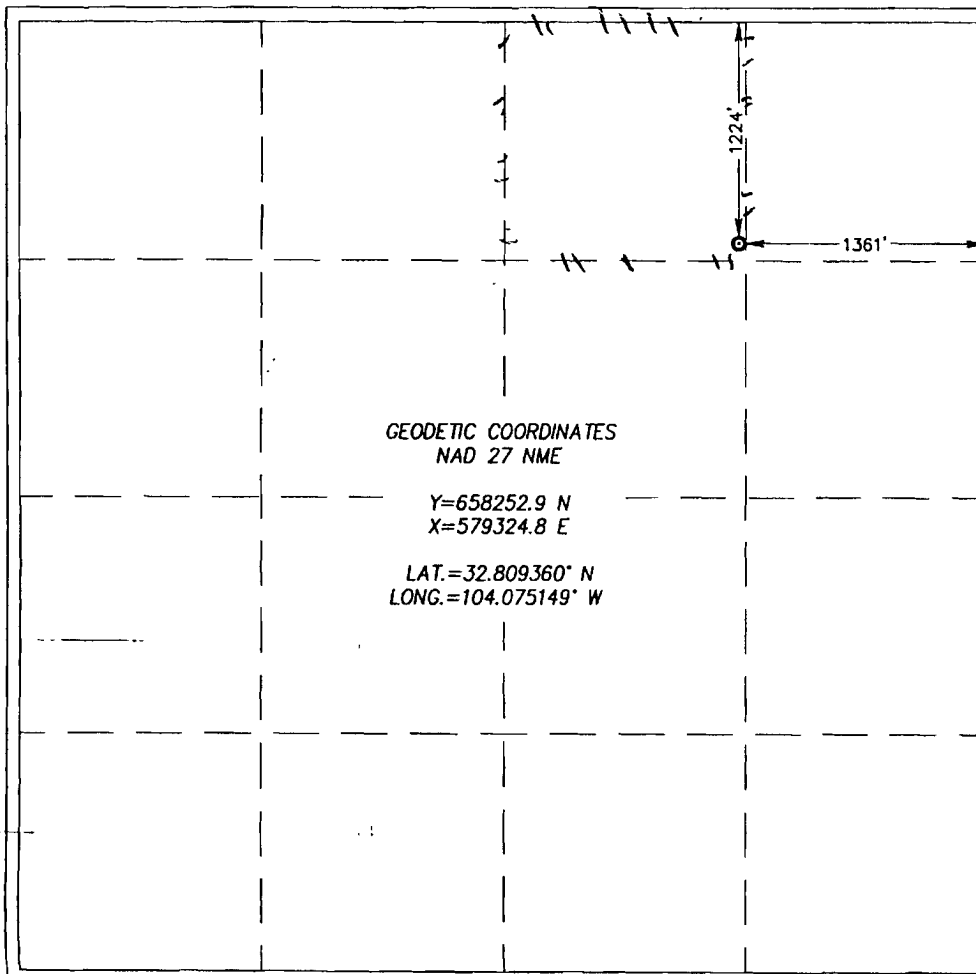 1224'
1361'
GEODETIC COORDINATES
NAD 27 NME
Y=658252.9 N
X=579324.8 E
LAT.=32.809360° N
LONG.=104.075149° W